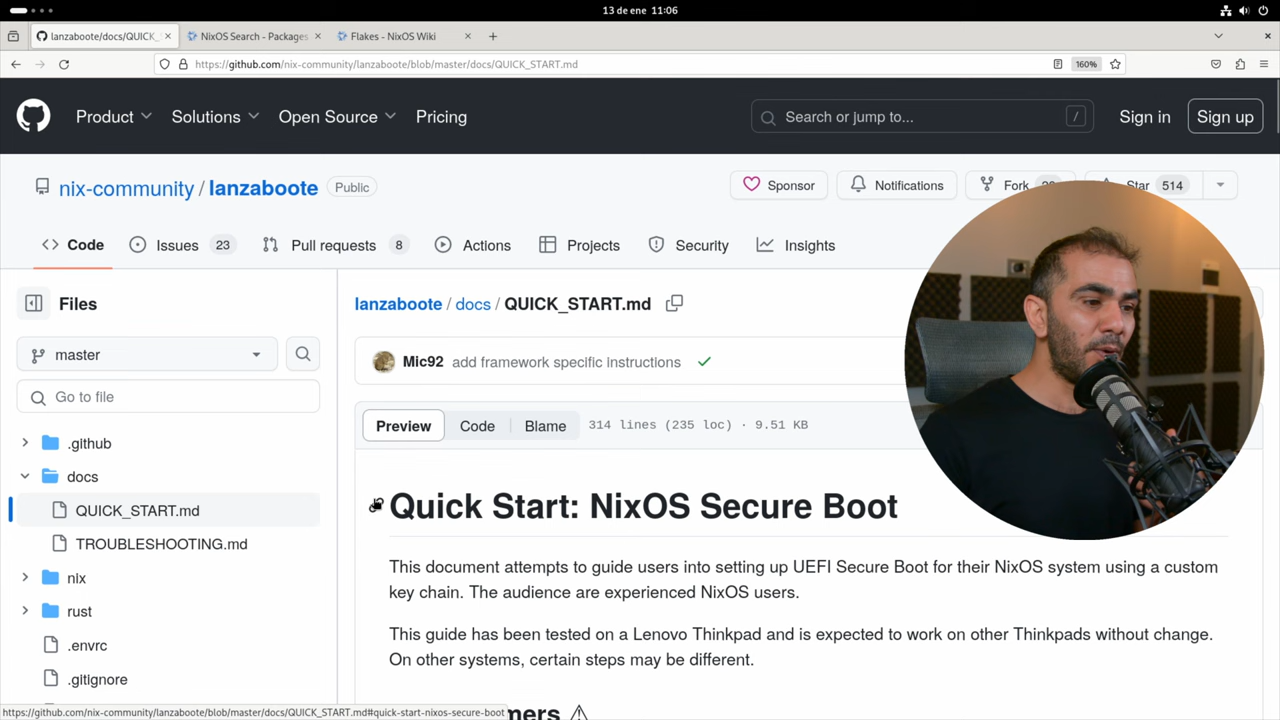 13 de ene 11:06
lanzaboote/docs/QUICK_
NixOS Search - Packages
Flakes - NixOS Wiki
https://github.com/nix-community/lanzaboote/blob/master/docs/QUICK_START.md
160%
Product
Solutions
Open Source
Pricing
Search or jump to...
/
Sign in
Sign up
nix-community / lanzaboote
Public
Sponsor
Notifications
Fork
Star 514
Code
Issues 23
Pull requests 8
Actions
Projects
Security
Insights
Files
master
Go to file
.github
docs
QUICK_START.md
TROUBLESHOOTING.md
nix
rust
.envrc
.gitignore
lanzaboote / docs / QUICK_START.md
Mic92 add framework specific instructions
Preview
Code
Blame
314 lines (235 loc) · 9.51 KB
Quick Start: NixOS Secure Boot
This document attempts to guide users into setting up UEFI Secure Boot for their NixOS system using a custom
key chain. The audience are experienced NixOS users.
This guide has been tested on a Lenovo Thinkpad and is expected to work on other Thinkpads without change.
On other systems, certain steps may be different.
https://github.com/nix-community/lanzaboote/blob/master/docs/QUICK_START.md#quick-start-nixos-secure-boot